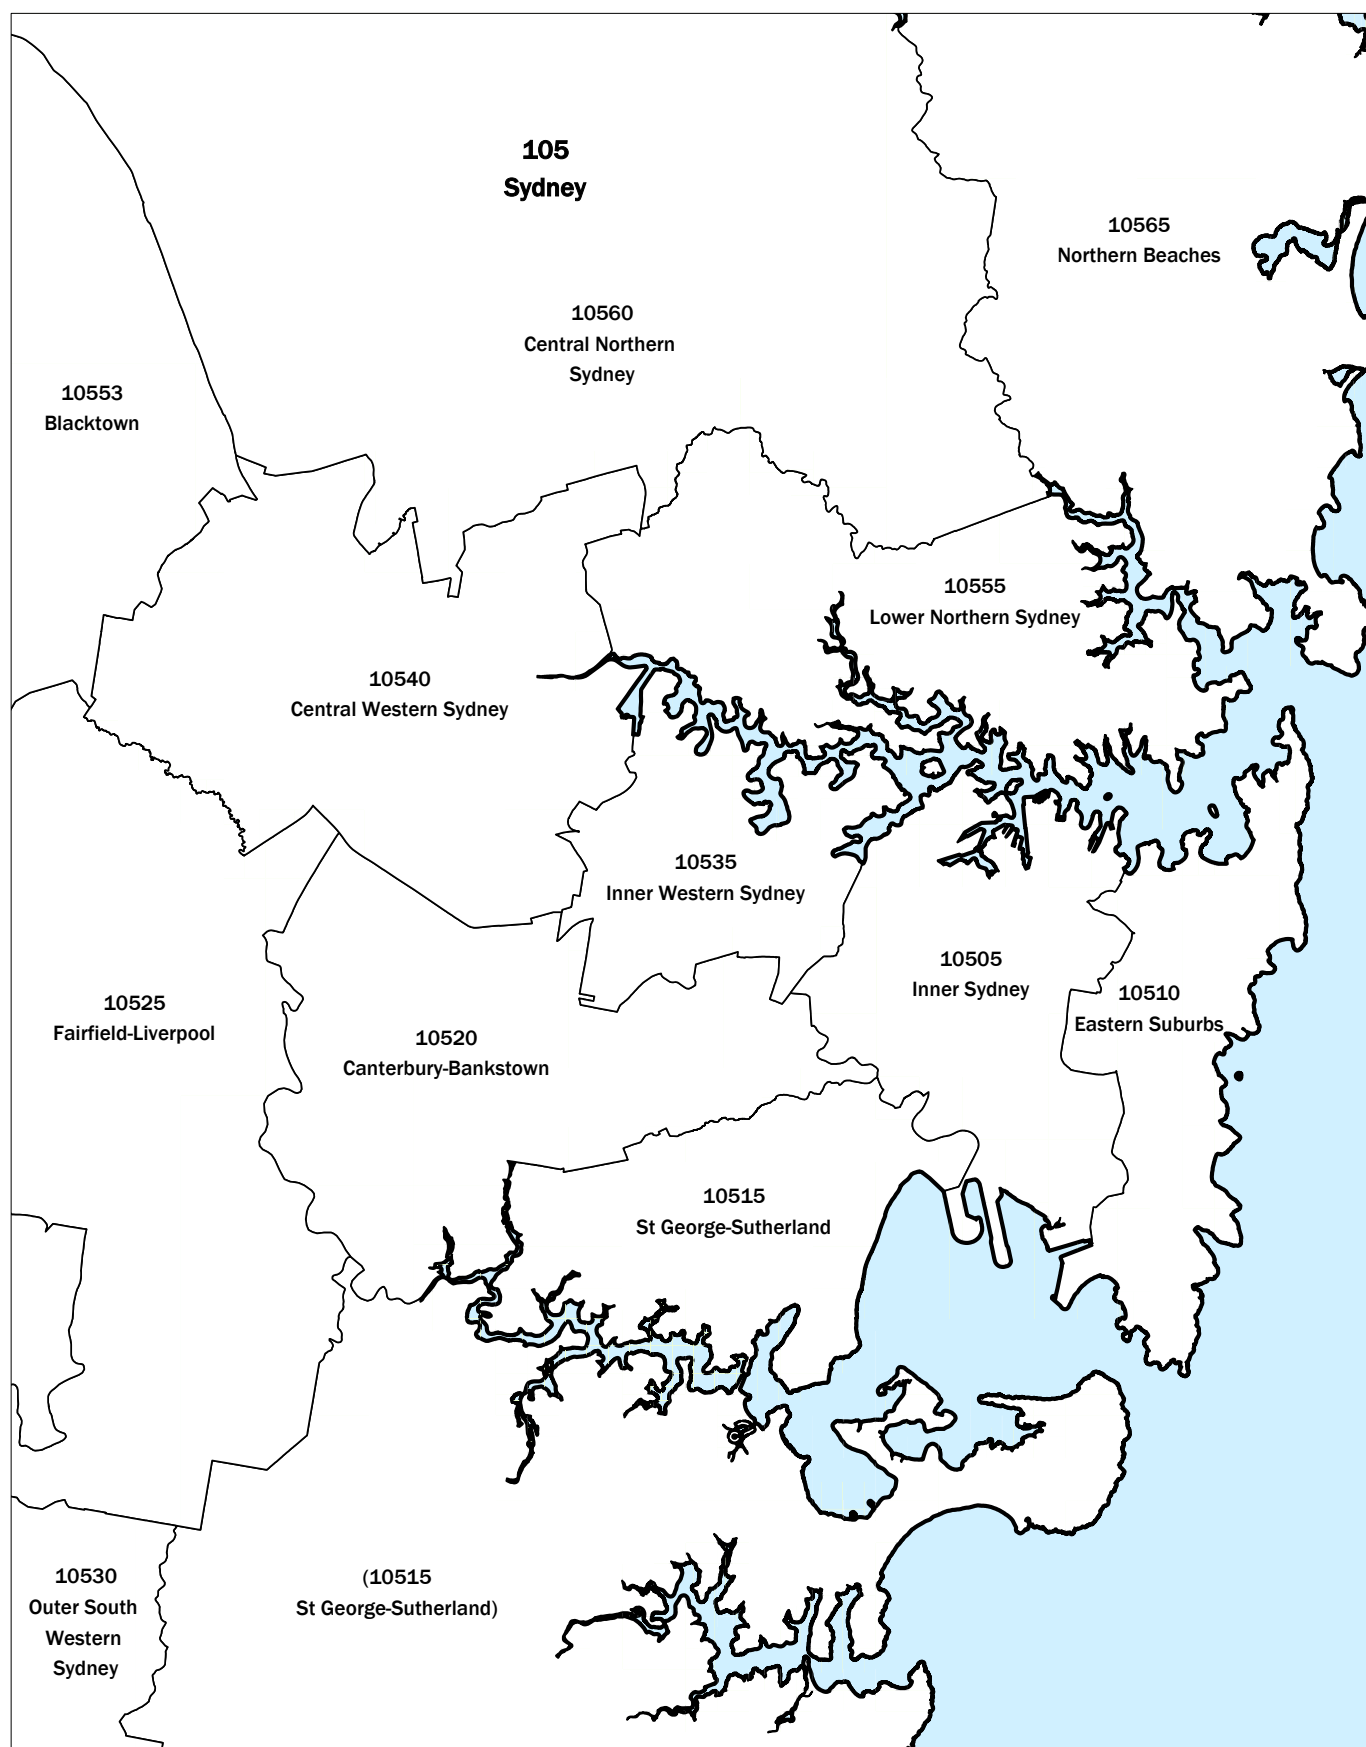 105
Sydney
10565
Northern Beaches
10560
Central Northern
Sydney
10553
Blacktown
10555
Lower Northern Sydney
10540
Central Western Sydney
10535
Inner Western Sydney
10505
Inner Sydney
10510
Eastern Suburbs
10525
Fairfield-Liverpool
10520
Canterbury-Bankstown
10515
St George-Sutherland
10530
Outer South
Western
Sydney
(10515
St George-Sutherland)